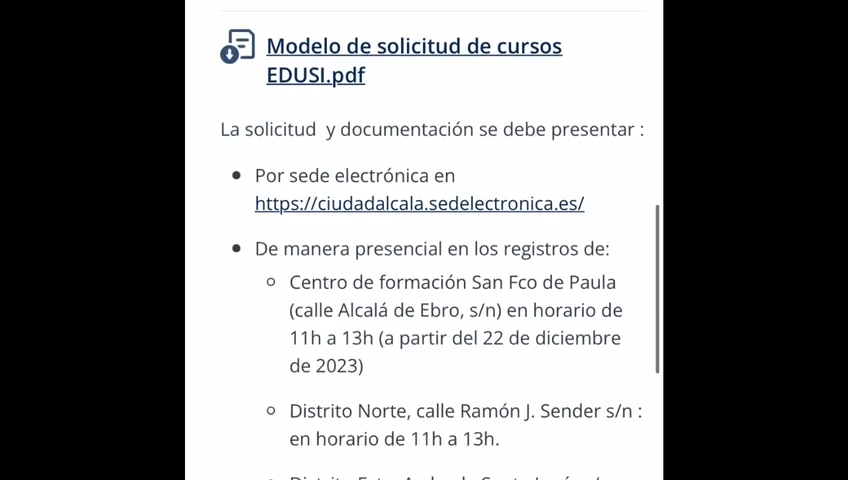 Modelo de solicitud de cursos
EDUSI.pdf
La solicitud y documentación se debe presentar :
Por sede electrónica en
https://ciudadalcala.sedelectronica.es/
De manera presencial en los registros de:
Centro de formación San Fco de Paula
(calle Alcalá de Ebro, s/n) en horario de
11h a 13h (a partir del 22 de diciembre
de 2023)
Distrito Norte, calle Ramón J. Sender s/n :
en horario de 11h a 13h.